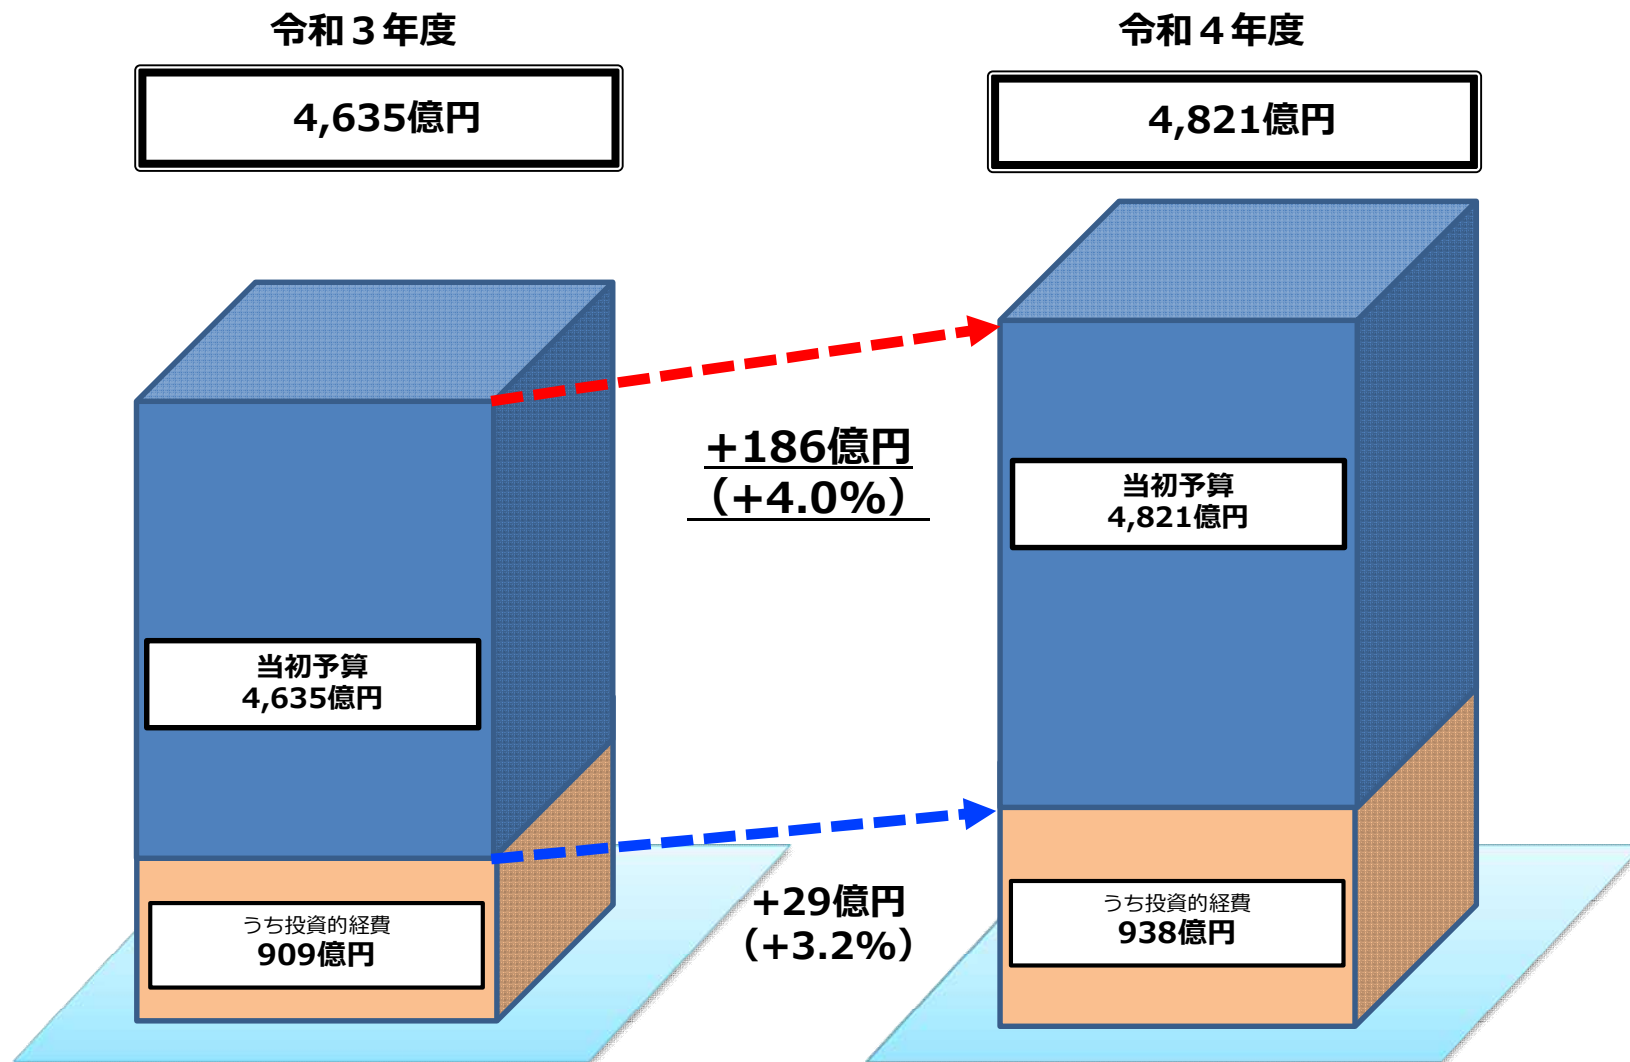 令和３年度
4,635億円
令和４年度
4,821億円
+186億円
（+4.0%）
当初予算
4,821億円
当初予算
4,635億円
+29億円
（+3.2%）
うち投資的経費
909億円
うち投資的経費
938億円